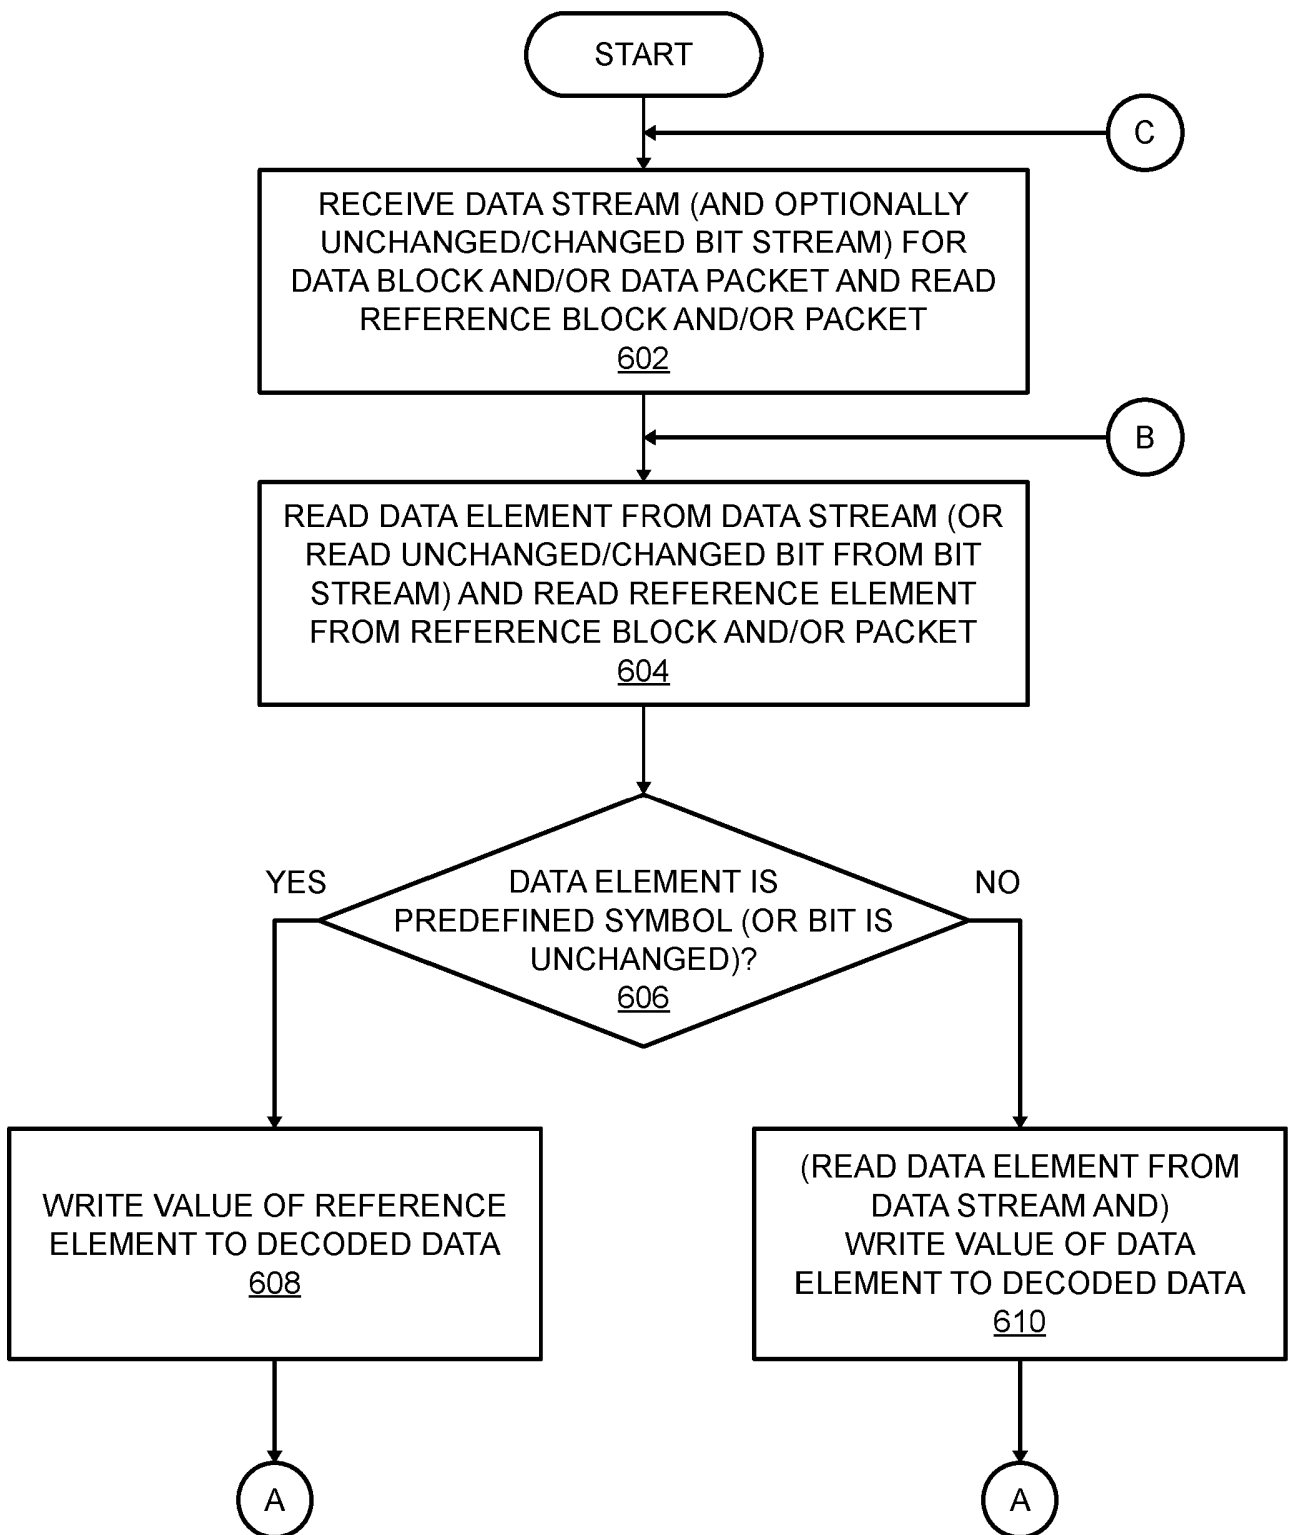 START
C
RECEIVE DATA STREAM (AND OPTIONALLY
UNCHANGED/CHANGED BIT STREAM) FOR
DATA BLOCK AND/OR DATA PACKET AND READ
REFERENCE BLOCK AND/OR PACKET
602
B
READ DATA ELEMENT FROM DATA STREAM (OR
READ UNCHANGED/CHANGED BIT FROM BIT
STREAM) AND READ REFERENCE ELEMENT
FROM REFERENCE BLOCK AND/OR PACKET
604
YES
DATA ELEMENT IS
PREDEFINED SYMBOL (OR BIT IS
UNCHANGED)?
606
NO
WRITE VALUE OF REFERENCE
ELEMENT TO DECODED DATA
608
(READ DATA ELEMENT FROM
DATA STREAM AND)
WRITE VALUE OF DATA
ELEMENT TO DECODED DATA
610
A
A